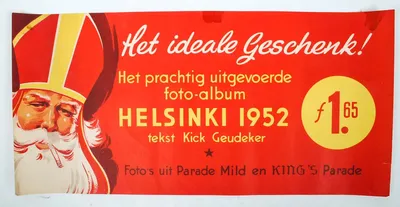 Het ideale Geschenk!
Het prachtig uitgevoerde
foto-album
HELSINKI 1952
tekst Kick Geudeker
f 1.65
Foto's uit Parade Mild en KING'S Parade